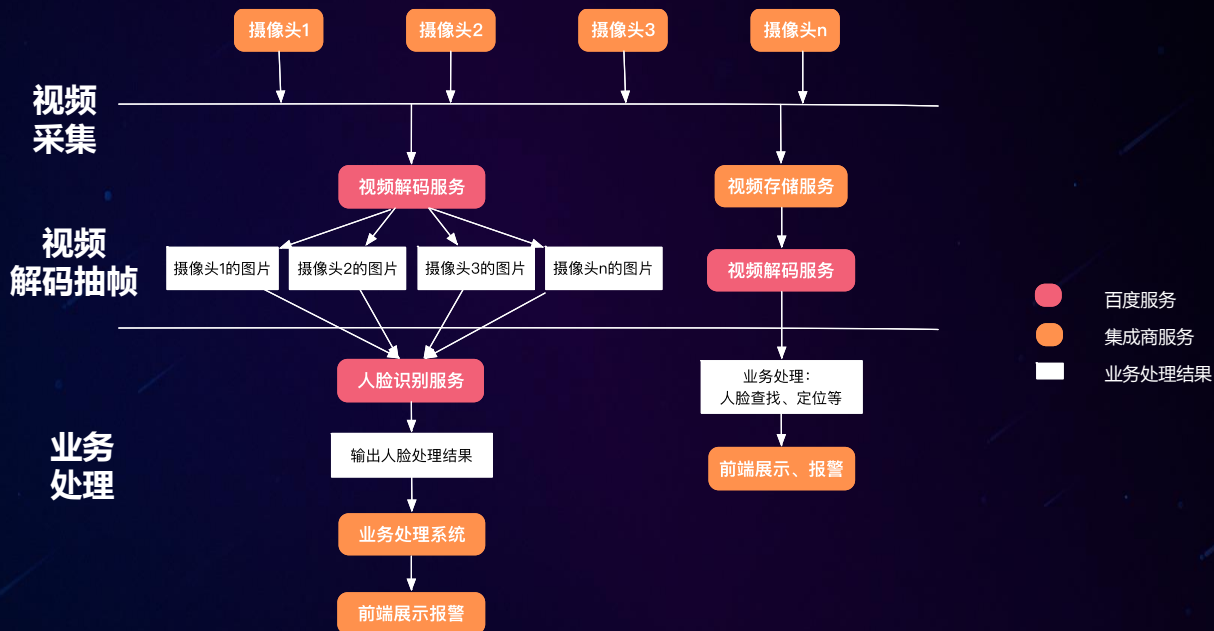 摄像头1
摄像头2
摄像头3
摄像头n
视频
采集
视频解码服务
视频存储服务
视频
解码抽帧
摄像头1的图片
摄像头2的图片
摄像头3的图片
摄像头n的图片
视频解码服务
百度服务
集成商服务
业务处理结果
人脸识别服务
业务处理：
人脸查找、定位等
业务
处理
输出人脸处理结果
前端展示、报警
业务处理系统
前端展示报警